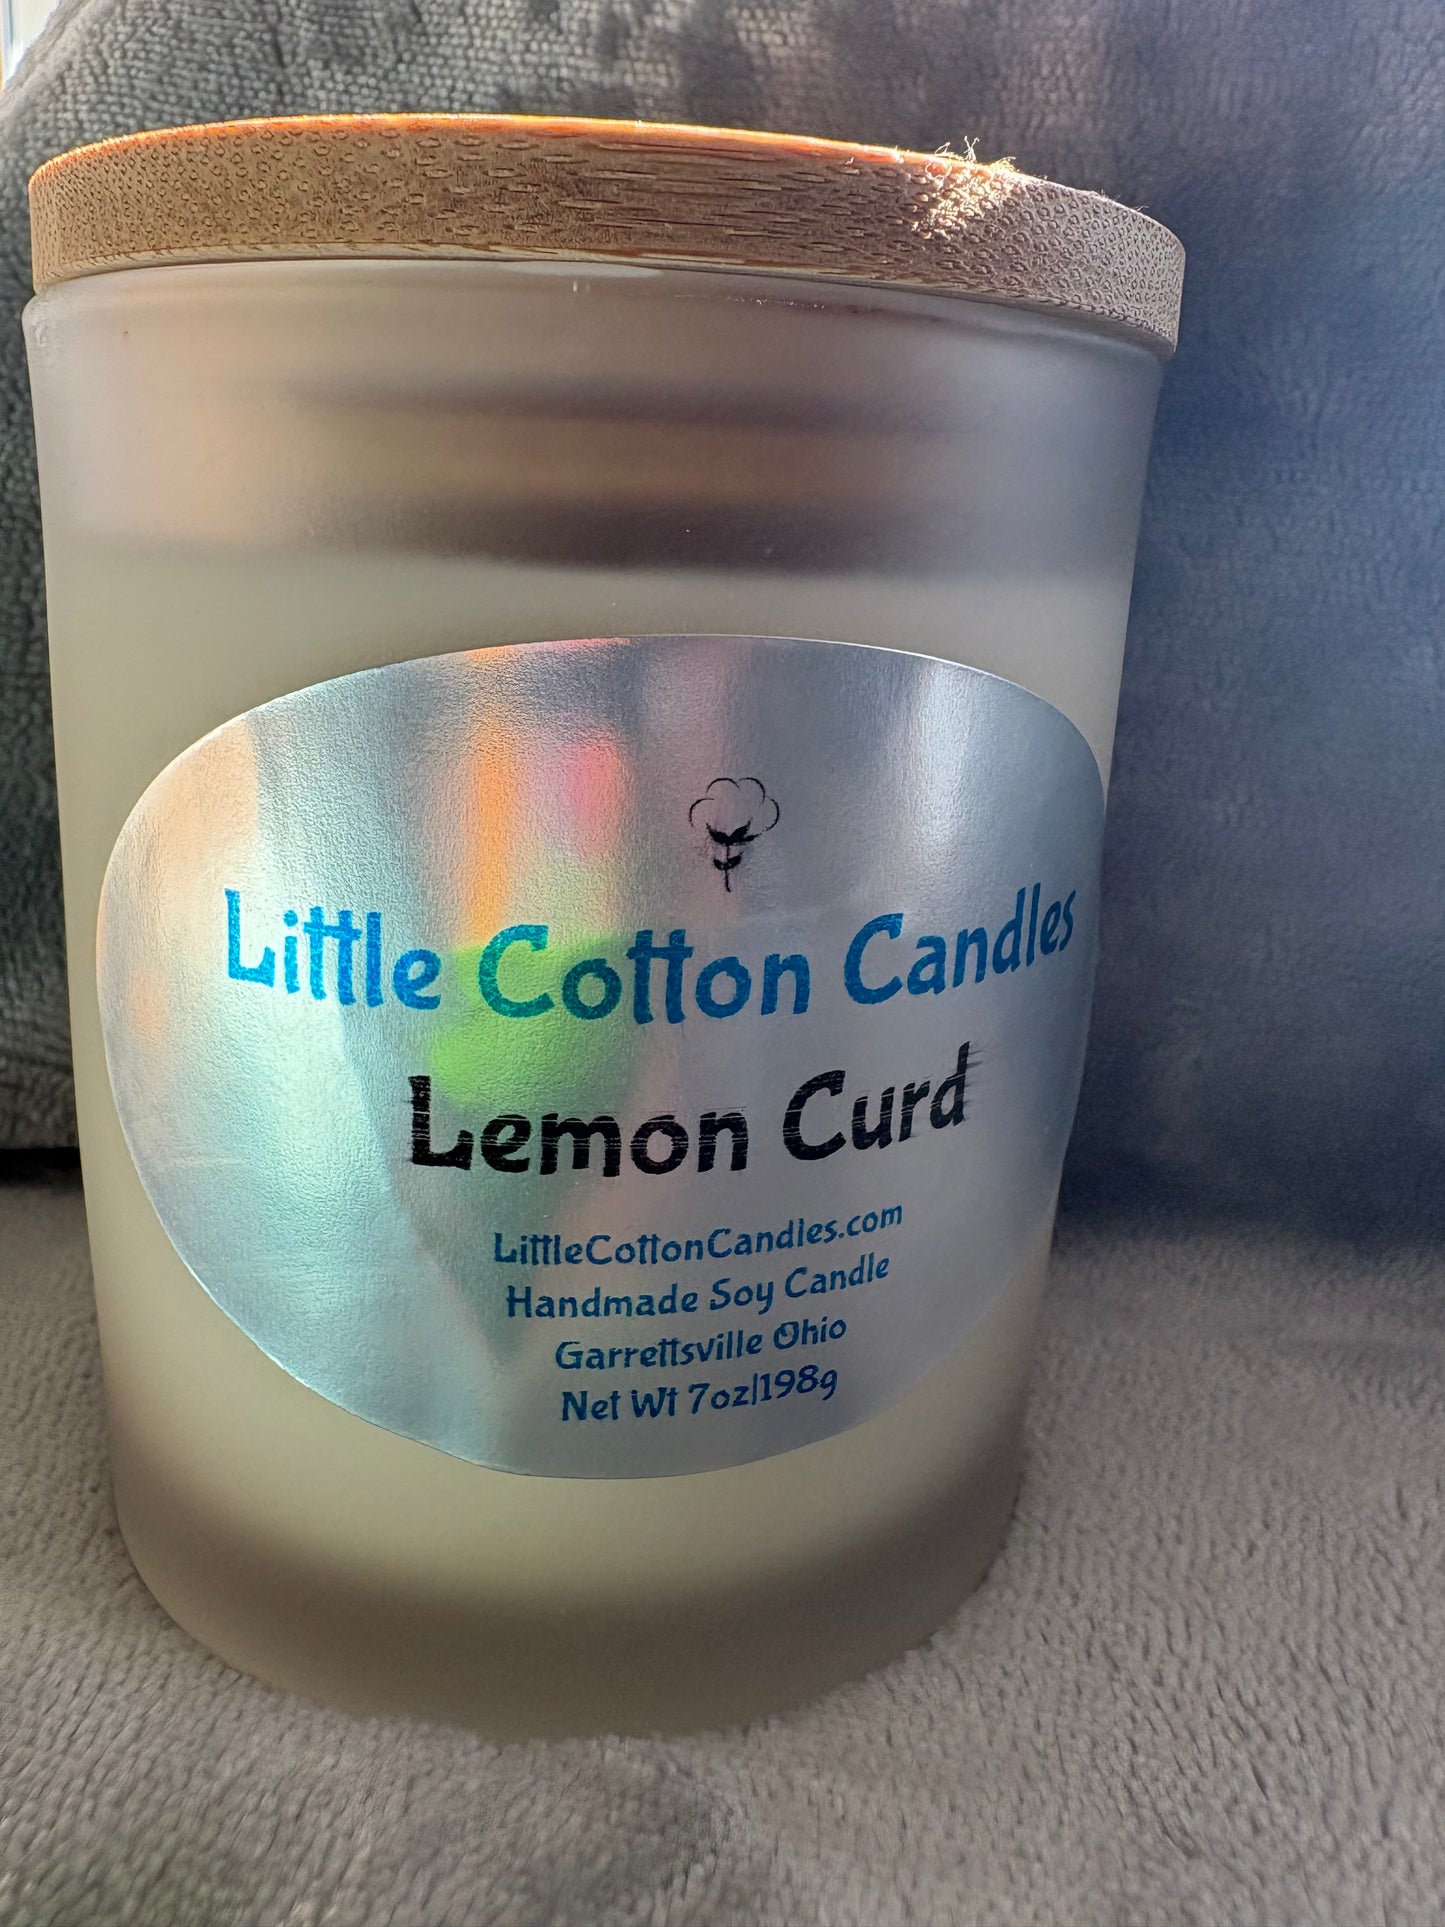 Little Cotton Candles
Lemon Curd
LittleCottonCandles.com
Handmade Soy Candle
Garrettsville Ohio
Net Wt 7oz|198g